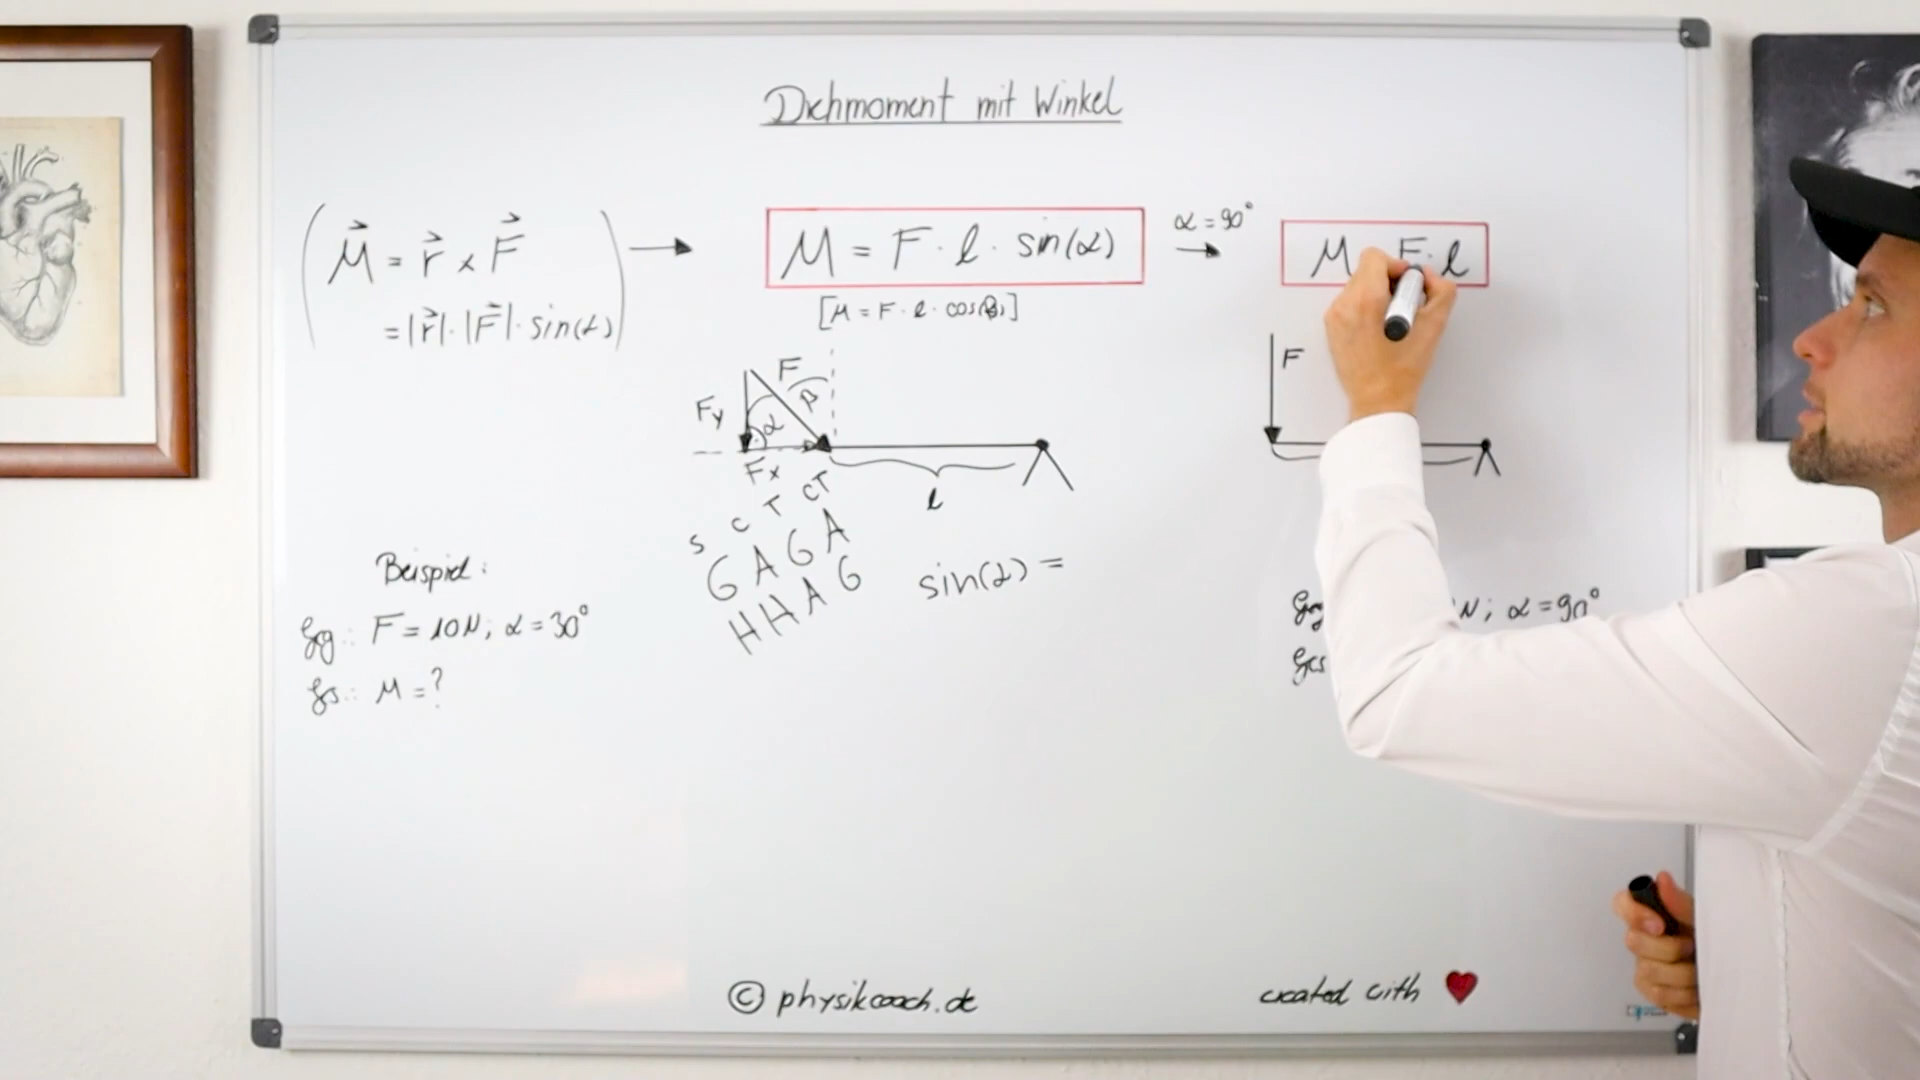 Drehmoment mit Winkel
M⃗ = r⃗ × F⃗
= |r⃗| · |F⃗| · sin(α)
M = F · l · sin(α)
[M = F · l · cos(β)]
α = 90°
M F · l
F
β
Fy
α
Fx
l
F
S C T CT
G A G A
H H A G
sin(α) =
Beispiel:
Geg.: F = 10N; α = 30°
Ges.: M = ?
N; α = 90°
Ges
© physikcoach.de
created with ❤